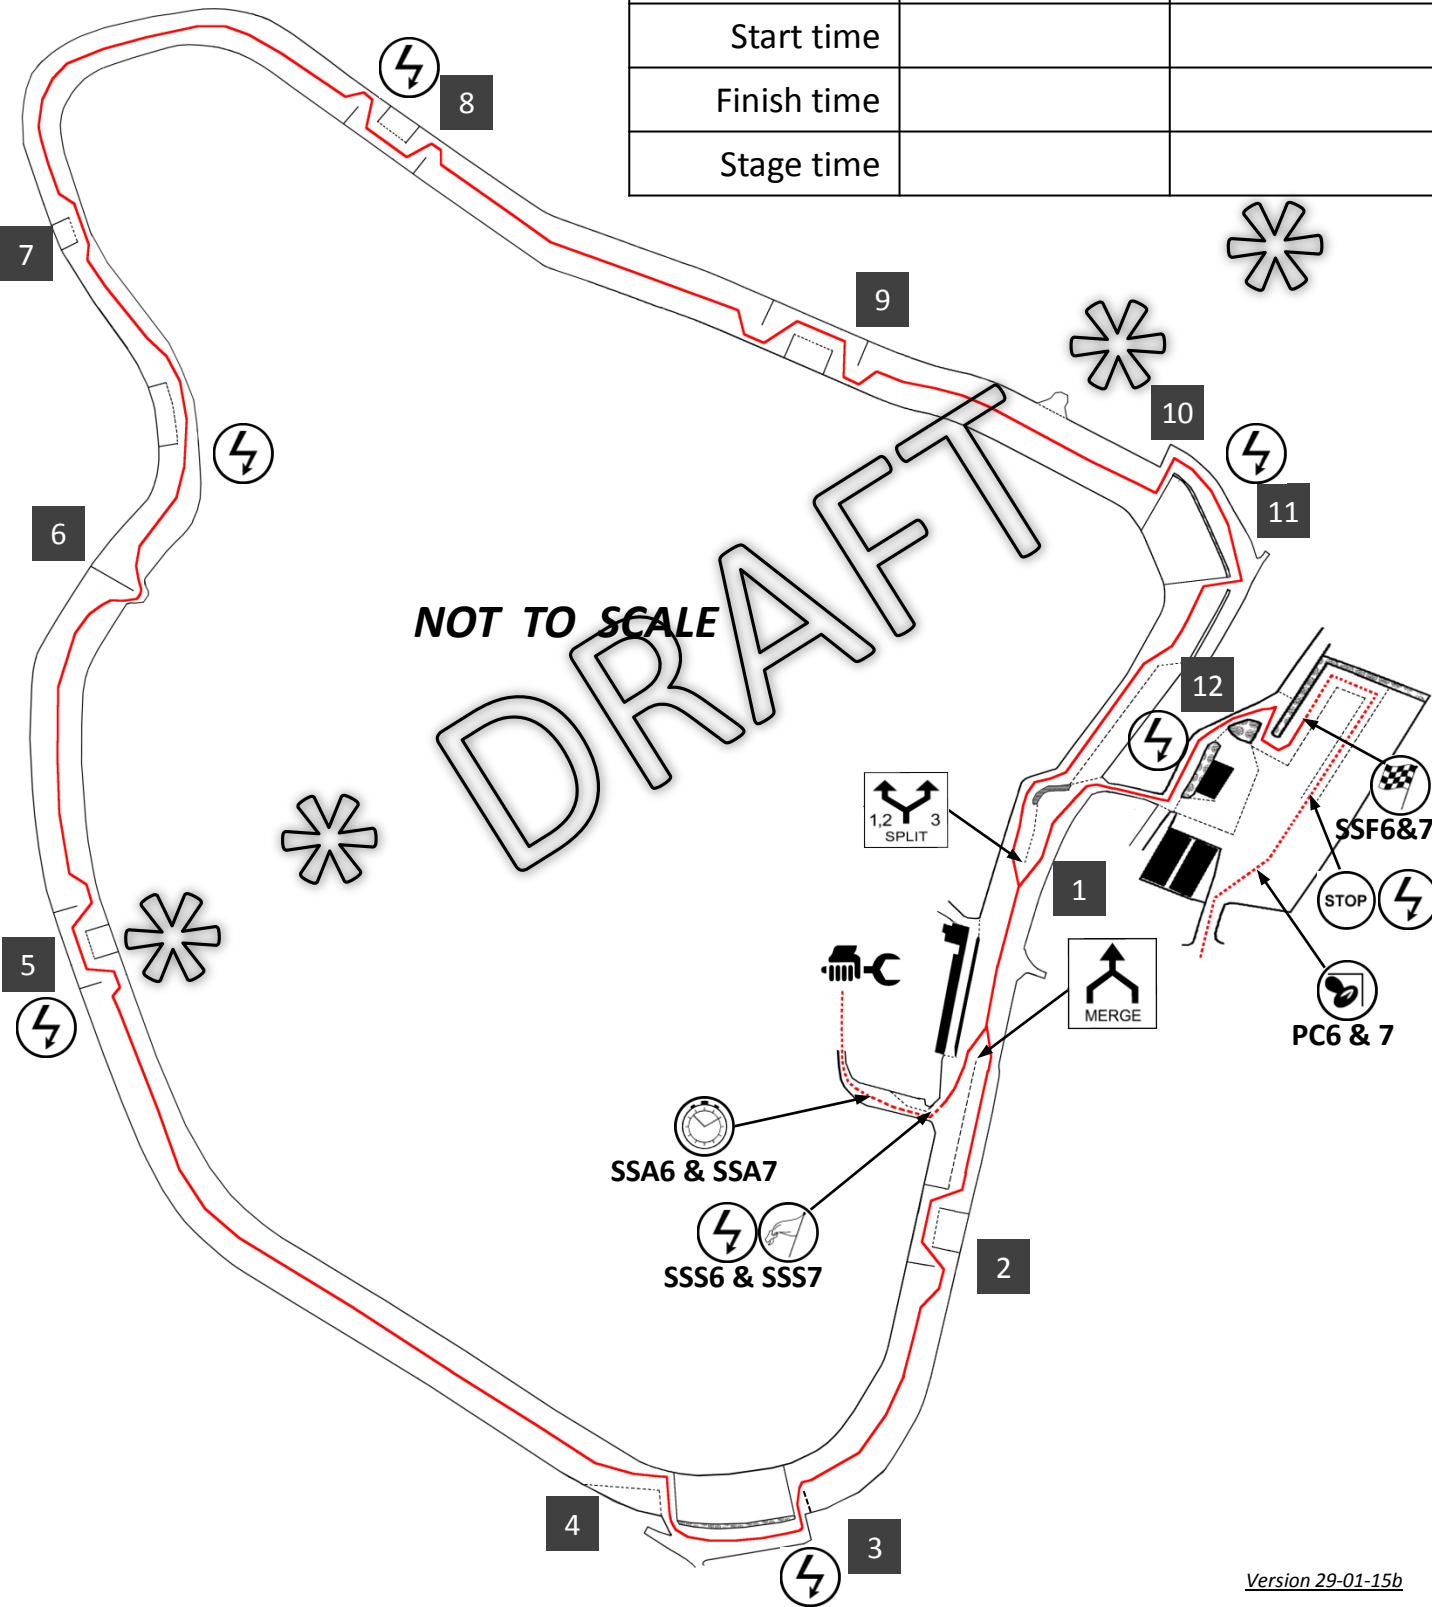 Start time
Finish time
Stage time
8
7
9
10
11
6
NOT TO SCALE
DRAFT
12
1,2 3
SPLIT
SSF6&7
1
STOP
5
MERGE
PC6 & 7
SSA6 & SSA7
SSS6 & SSS7
2
4
3
Version 29-01-15b